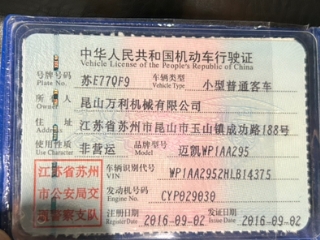 中华人民共和国机动车行驶证
Vehicle License of the People's Republic of China
号牌号码 苏F77QF9 车辆类型 小型普通客车
Plate No. Vehicle Type
所有人 昆山万利机械有限公司
Owner
住址 江苏省苏州市昆山市玉山镇成功路188号
Address
使用性质 非营运 品牌型号 迈凯WP1AA295
Use Character Model
江苏省苏州市公安局交通警察支队
车辆识别代号 WP1AA2952HLB14375
VIN
发动机号码 CYP029030
Engine No.
注册日期 2016-09-02 发证日期 2016-09-02
Register Date Issue Date